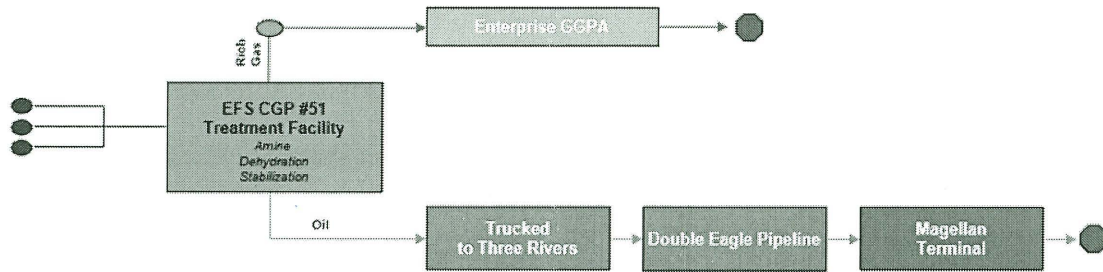 Rich
Gas
Enterprise GGPA
EFS CGP #51
Treatment Facility
Amine
Dehydration
Stabilization
Oil
Trucked
to Three Rivers
Double Eagle Pipeline
Magellan
Terminal